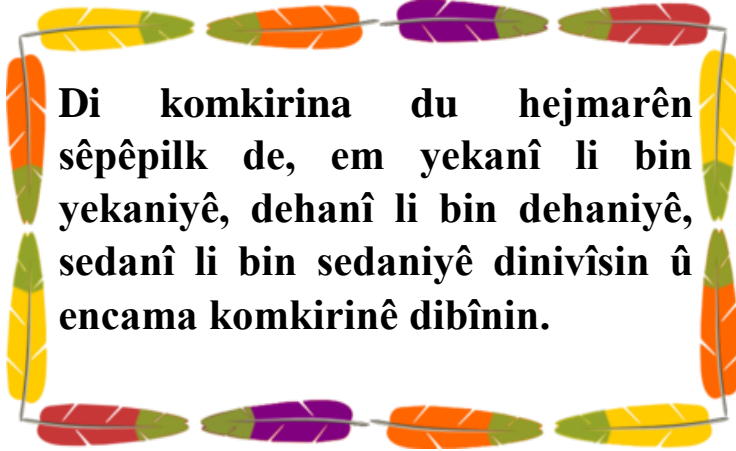 Di komkirina du hejmarên
sêpêpilk de, em yekanî li bin
yekaniyê, dehanî li bin dehaniyê,
sedanî li bin sedaniyê dinivîsin û
encama komkirinê dibînin.